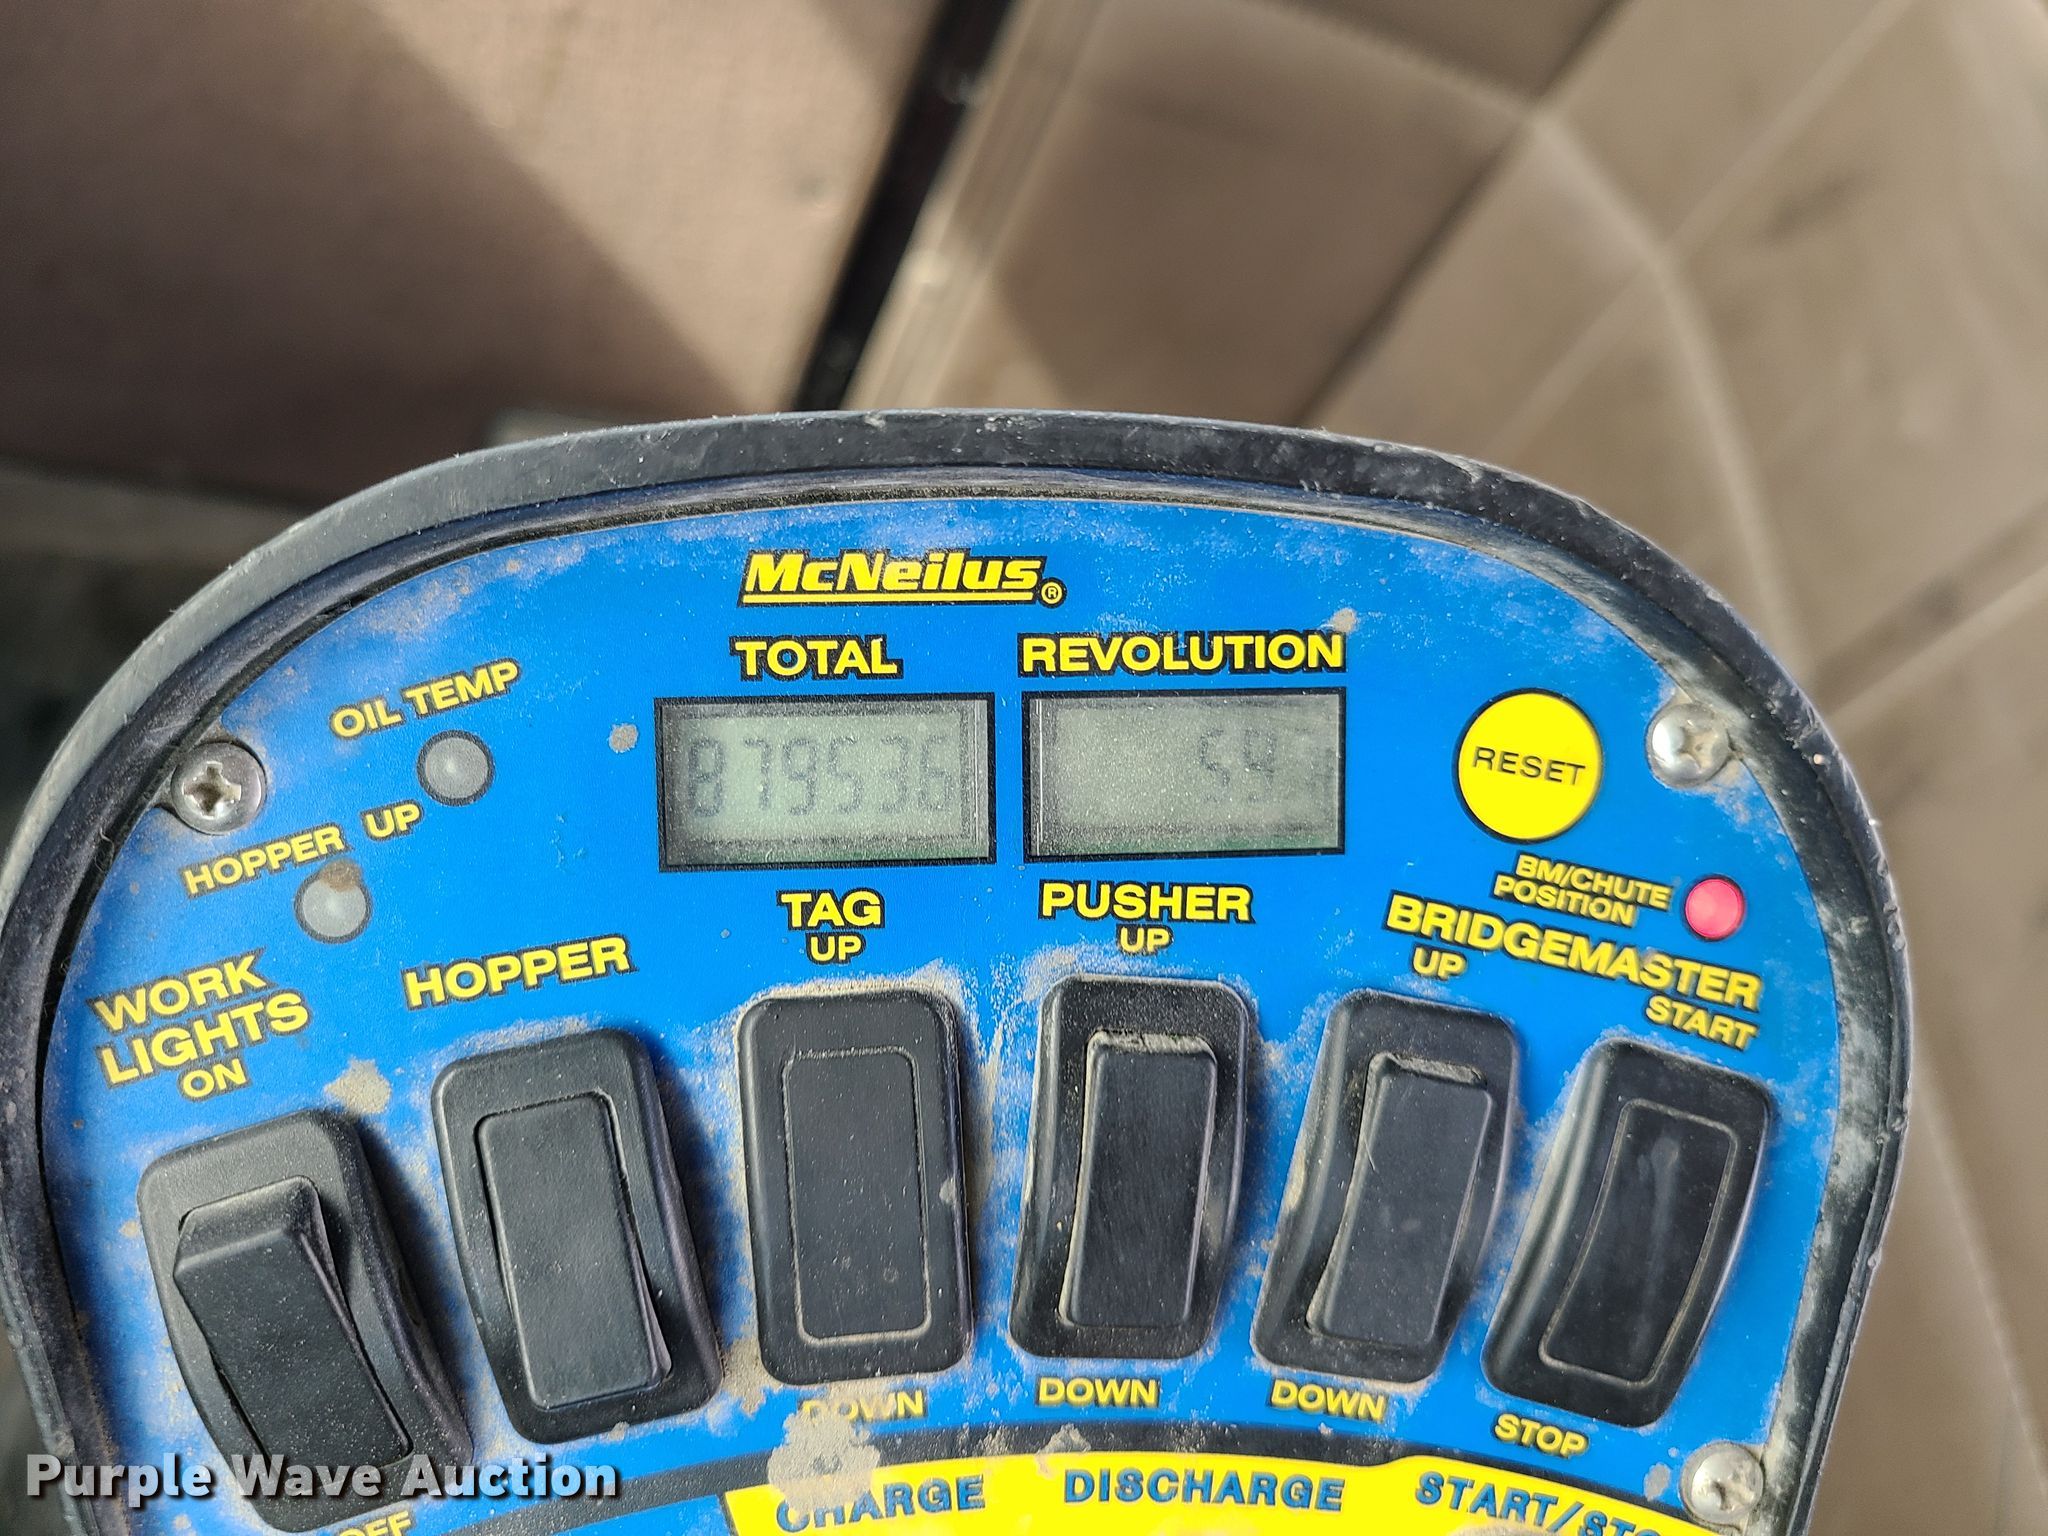 McNeilus®
TOTAL REVOLUTION
OIL TEMP
879536
RESET
HOPPER UP
BM/CHUTE
POSITION
TAG
UP
PUSHER
UP
BRIDGEMASTER
UP
START
HOPPER
WORK
LIGHTS
ON
DOWN
DOWN
DOWN
STOP
OFF
CHARGE DISCHARGE
Purple Wave Auction